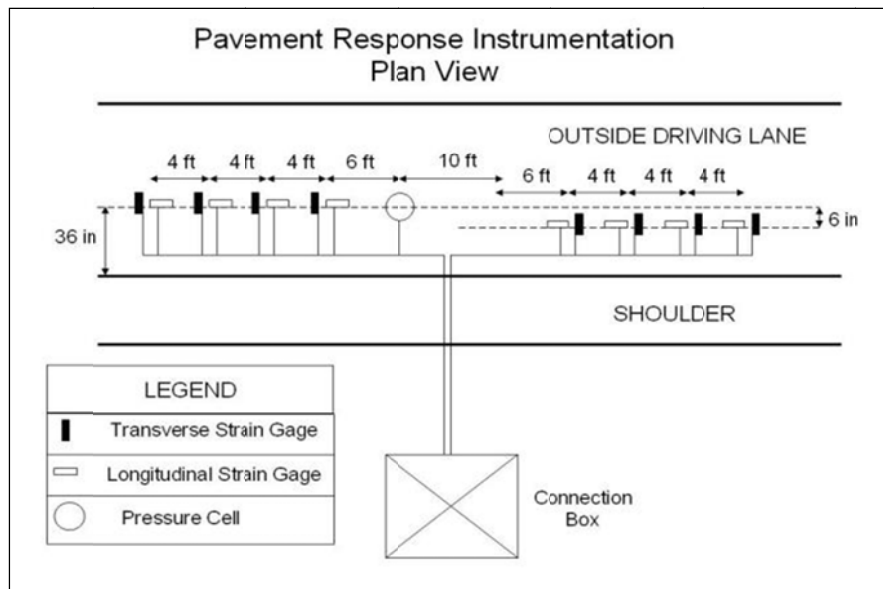 Pavement Response Instrumentation
Plan View
OUTSIDE DRIVING LANE
4 ft 4 ft 4 ft 6 ft 10 ft
6 ft 4 ft 4 ft 4 ft
36 in
6 in
SHOULDER
LEGEND
Transverse Strain Gage
Longitudinal Strain Gage
Pressure Cell
Connection
Box